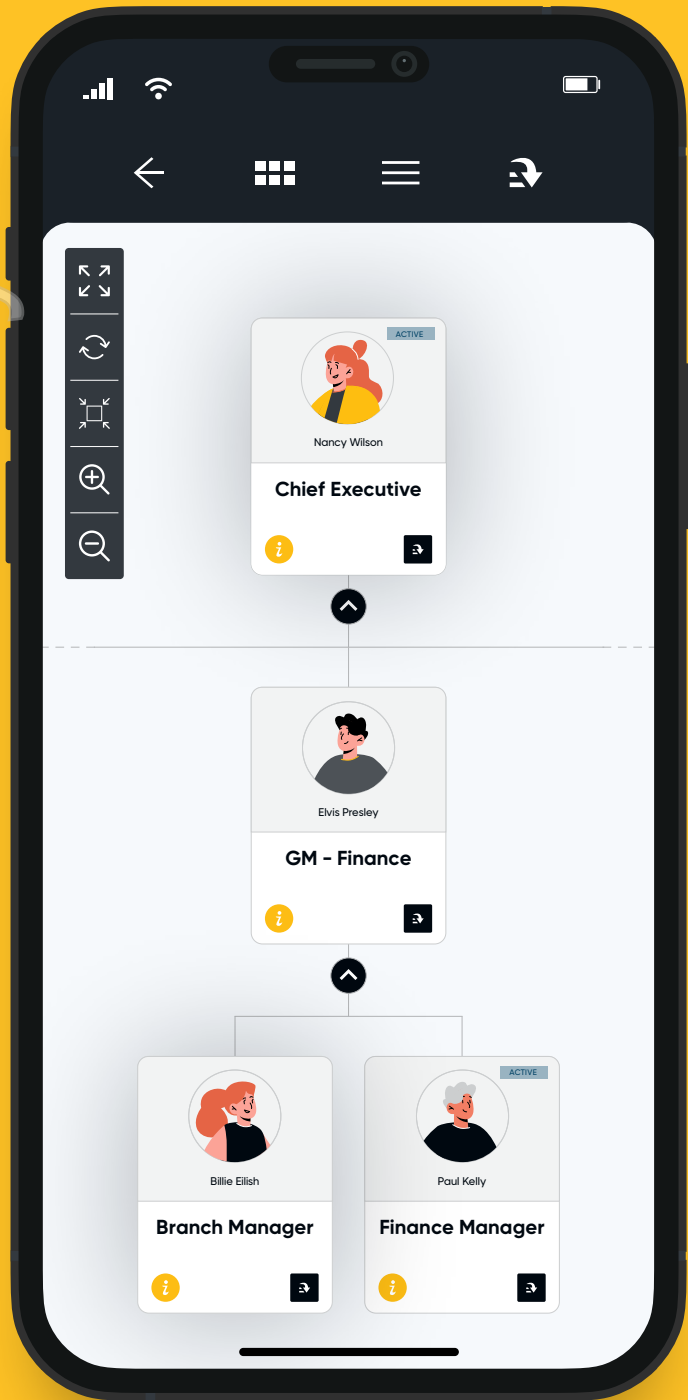 ACTIVE
Nancy Wilson
Chief Executive
i
Elvis Presley
GM - Finance
i
ACTIVE
Billie Eilish
Paul Kelly
Branch Manager
Finance Manager
i
i